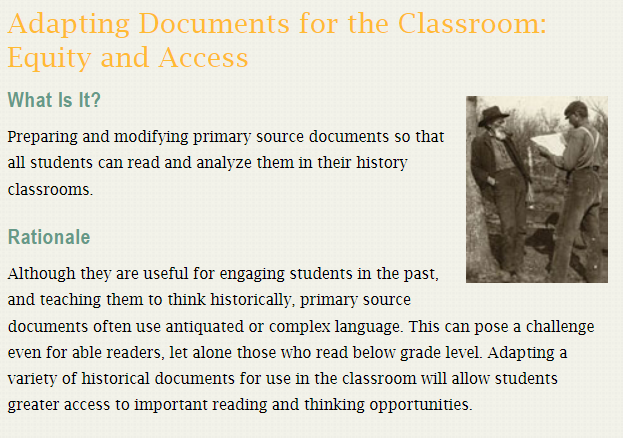 Adapting Documents for the Classroom:
Equity and Access
What Is It?
Preparing and modifying primary source documents so that
all students can read and analyze them in their history
classrooms.
Rationale
Although they are useful for engaging students in the past,
and teaching them to think historically, primary source
documents often use antiquated or complex language. This can pose a challenge
even for able readers, let alone those who read below grade level. Adapting a
variety of historical documents for use in the classroom will allow students
greater access to important reading and thinking opportunities.